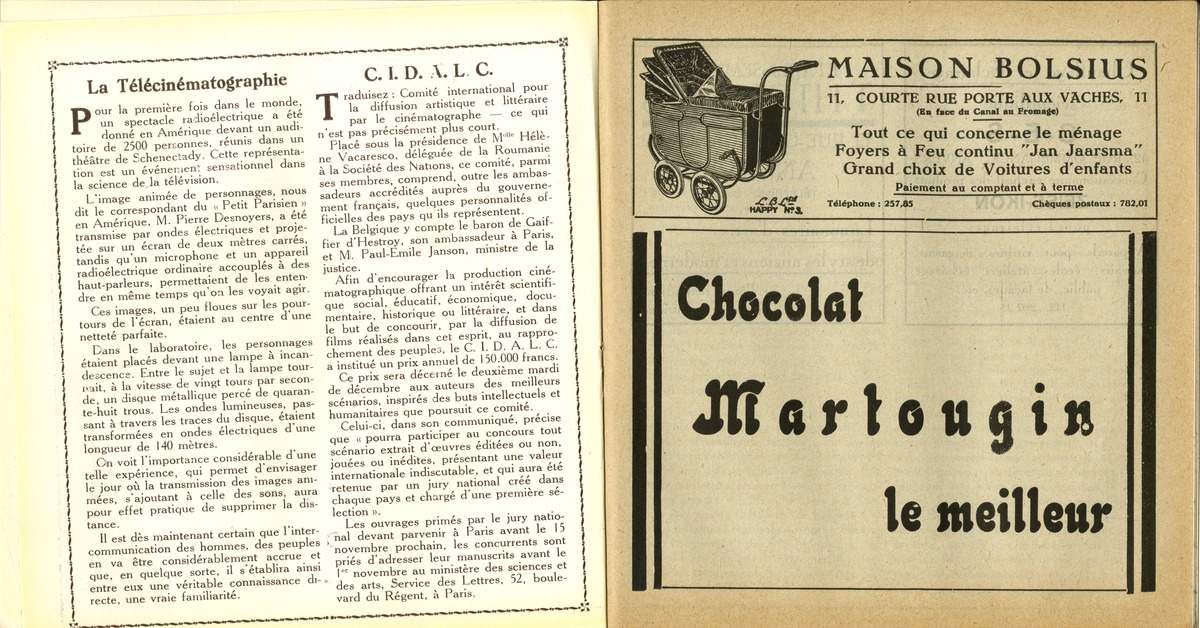 La Télécinématographie
Pour la première fois dans le monde,
un spectacle radioélectrique a été
donné en Amérique devant un audi-
toire de 2500 personnes, réunis dans un
théâtre de Schenectady. Cette représenta-
tion est un événement sensationnel dans
la science de la télévision.
L'image animée de personnages, nous
dit le correspondant du « Petit Parisien »
en Amérique, M. Pierre Desnoyers, a été
transmise par ondes électriques et proje-
tée sur un écran de deux mètres carrés,
tandis qu'un microphone et un appareil
radioélectrique ordinaire accouplés à des
haut-parleurs, permettaient de les enten-
dre en même temps qu'on les voyait agir.
Ces images, un peu floues sur les pour-
tours de l'écran, étaient au centre d'une
netteté parfaite.
Dans le laboratoire, les personnages
étaient placés devant une lampe à incan-
descence. Entre le sujet et la lampe tour-
nait, à la vitesse de vingt tours par secon-
de, un disque métallique percé de quaran-
te-huit trous. Les ondes lumineuses, pas-
sant à travers les traces du disque, étaient
transformées en ondes électriques d'une
longueur de 140 mètres.
On voit l'importance considérable d'une
telle expérience, qui permet d'envisager
le jour où la transmission des images ani-
mées, s'ajoutant à celle des sons, aura
pour effet pratique de supprimer la dis-
tance.
Il est dès maintenant certain que l'inter-
communication des hommes, des peuples
en va être considérablement accrue et
que, en quelque sorte, il s'établira ainsi
entre eux une véritable connaissance di-
recte, une vraie familiarité.
C. I. D. A. L. C.
Traduisez : Comité international pour
la diffusion artistique et littéraire
par le cinématographe — ce qui
n'est pas précisément plus court.
Placé sous la présidence de Mlle Hélè-
ne Vacaresco, déléguée de la Roumanie
à la Société des Nations, ce comité, parmi
ses membres, comprend, outre les ambas-
sadeurs accrédités auprès du gouverne-
ment français, quelques personnalités of-
ficielles des pays qu'ils représentent.
La Belgique y compte le baron de Gaif-
fier d'Hestroy, son ambassadeur à Paris,
et M. Paul-Emile Janson, ministre de la
justice.
Afin d'encourager la production ciné-
matographique offrant un intérêt scientifi-
que social, éducatif, économique, docu-
mentaire, historique ou littéraire, et dans
le but de concourir, par la diffusion de
films réalisés dans cet esprit, au rappro-
chement des peuples, le C. I. D. A. L. C.
a institué un prix annuel de 150.000 francs.
Ce prix sera décerné le deuxième mardi
de décembre aux auteurs des meilleurs
scénarios, inspirés des buts intellectuels et
humanitaires que poursuit ce comité.
Celui-ci, dans son communiqué, précise
que « pourra participer au concours tout
scénario extrait d'œuvres éditées ou non,
jouées ou inédites, présentant une valeur
internationale indiscutable, et qui aura été
retenue par un jury national créé dans
chaque pays et chargé d'une première sé-
lection ».
Les ouvrages primés par le jury natio-
nal devant parvenir à Paris avant le 15
novembre prochain, les concurrents sont
priés d'adresser leur manuscrits avant le
1er novembre au ministère des sciences et
des arts, Service des Lettres, 52, boule-
vard du Régent, à Paris.
L.B. Ltd
HAPPY No 3.
MAISON BOLSIUS
11, COURTE RUE PORTE AUX VACHES, 11
(En face du Canal au Fromage)
Tout ce qui concerne le ménage
Foyers à Feu continu "Jan Jaarsma"
Grand choix de Voitures d'enfants
Paiement au comptant et à terme
Téléphone : 257,85 Chèques postaux : 782,01
Chocolat
Martougin
le meilleur